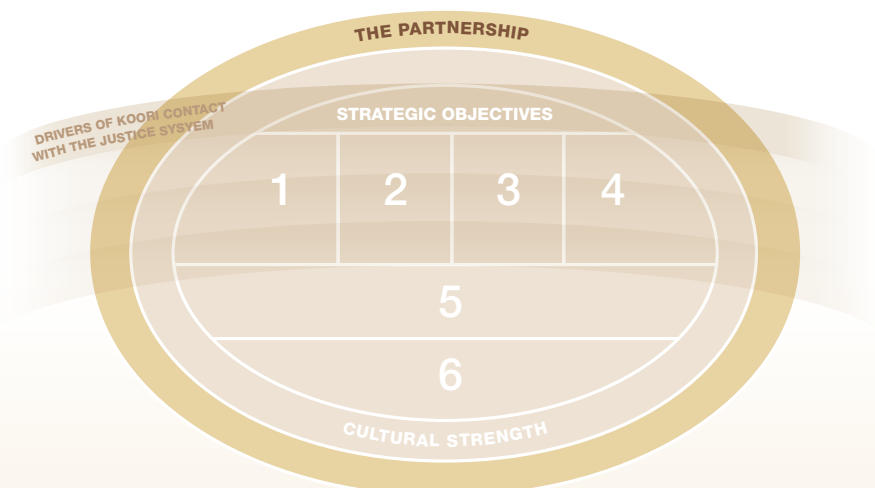 THE PARTNERSHIP
DRIVERS OF KOORI CONTACT
WITH THE JUSTICE SYSYEM
STRATEGIC OBJECTIVES
1 2 3 4
5
6
CULTURAL STRENGTH